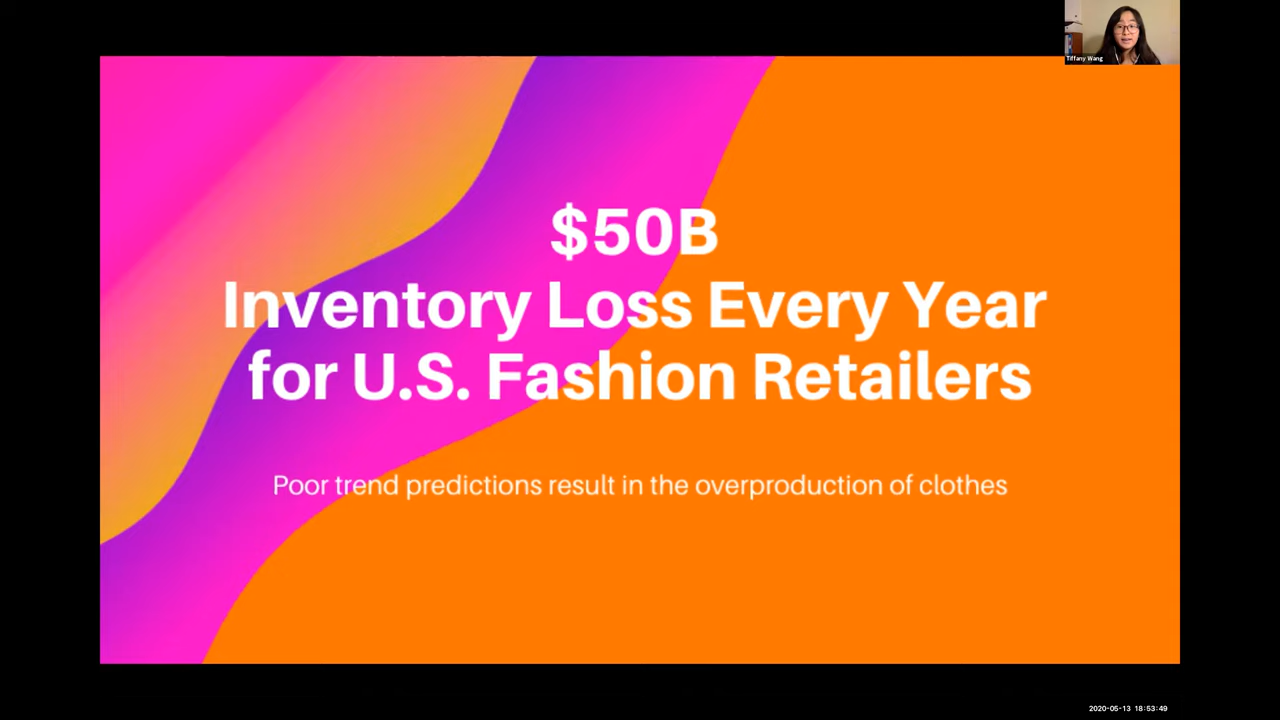 Tiffany Wang
$50B
Inventory Loss Every Year
for U.S. Fashion Retailers
Poor trend predictions result in the overproduction of clothes
2020-05-13 18:53:49